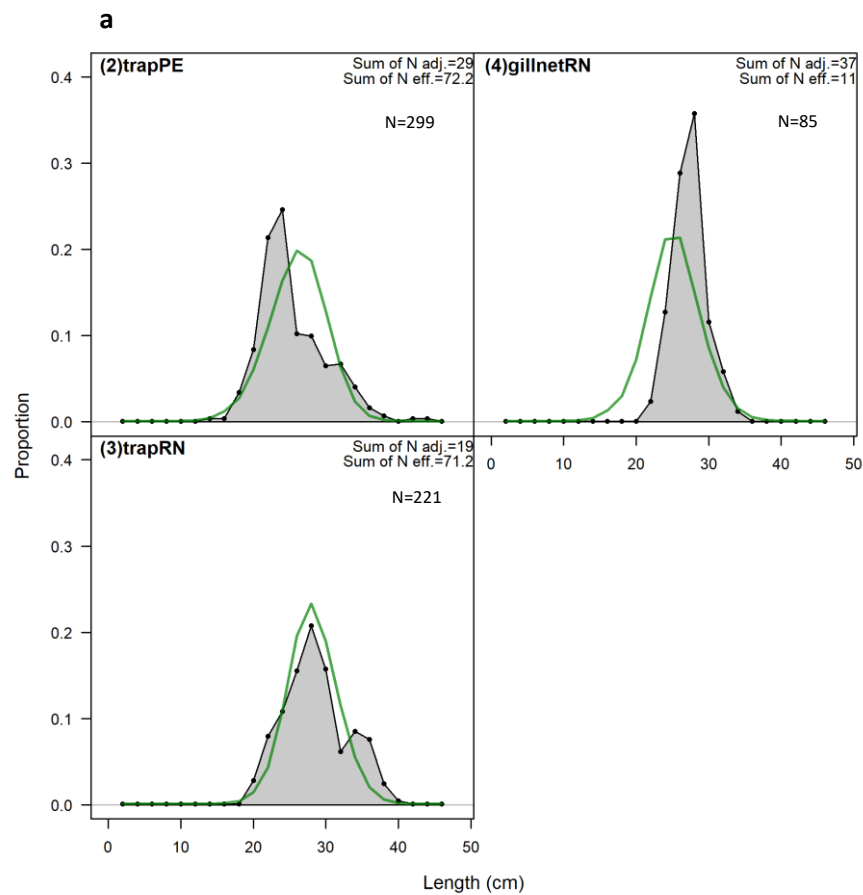 a
(2)trapPE
Sum of N adj.=29
Sum of N eff.=72.2
N=299
(4)gillnetRN
Sum of N adj.=37
Sum of N eff.=11
N=85
0.4
0.3
0.2
0.1
0.0
(3)trapRN
Sum of N adj.=19
Sum of N eff.=71.2
N=221
0.4
0.3
0.2
0.1
0.0
0 10 20 30 40 50
0 10 20 30 40 50
Proportion
Length (cm)